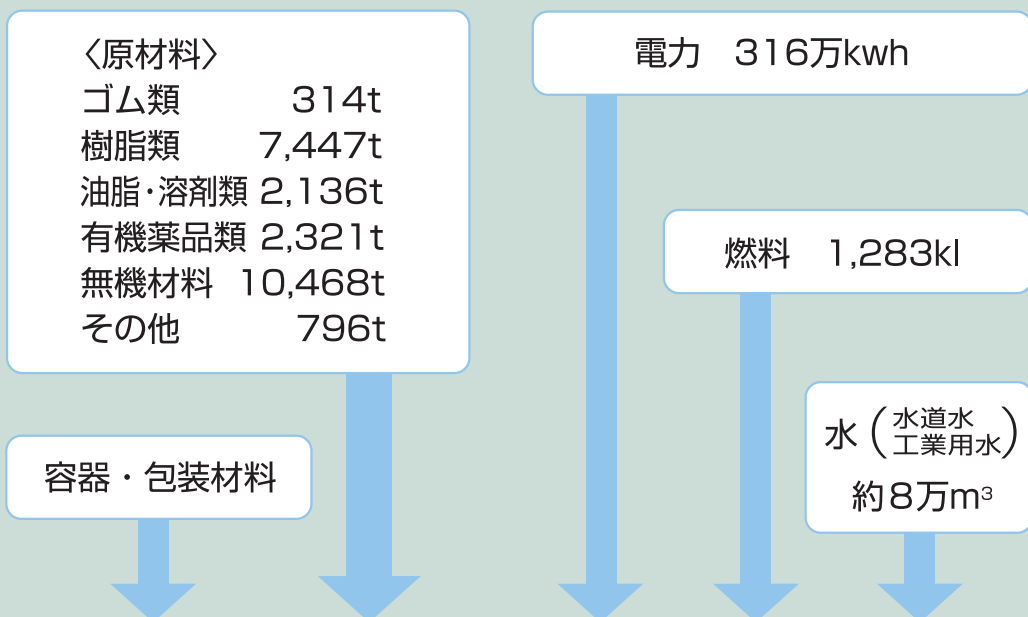 〈原材料〉
ゴム類 314t
樹脂類 7,447t
油脂・溶剤類 2,136t
有機薬品類 2,321t
無機材料 10,468t
その他 796t
容器・包装材料
電力 316万kwh
燃料 1,283kl
水(水道水
工業用水)
約8万m³